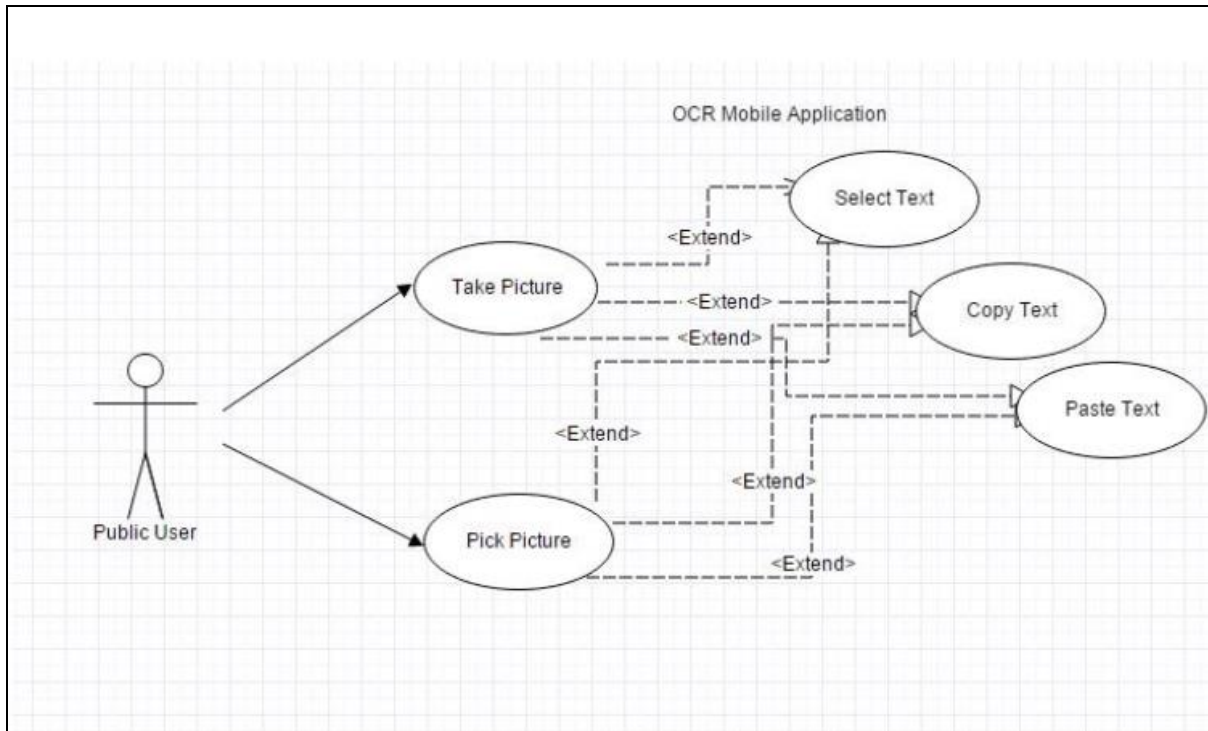 OCR Mobile Application
Select Text
<Extend>
Take Picture
<Extend>
Copy Text
<Extend>
Paste Text
<Extend>
<Extend>
Public User
Pick Picture
<Extend>